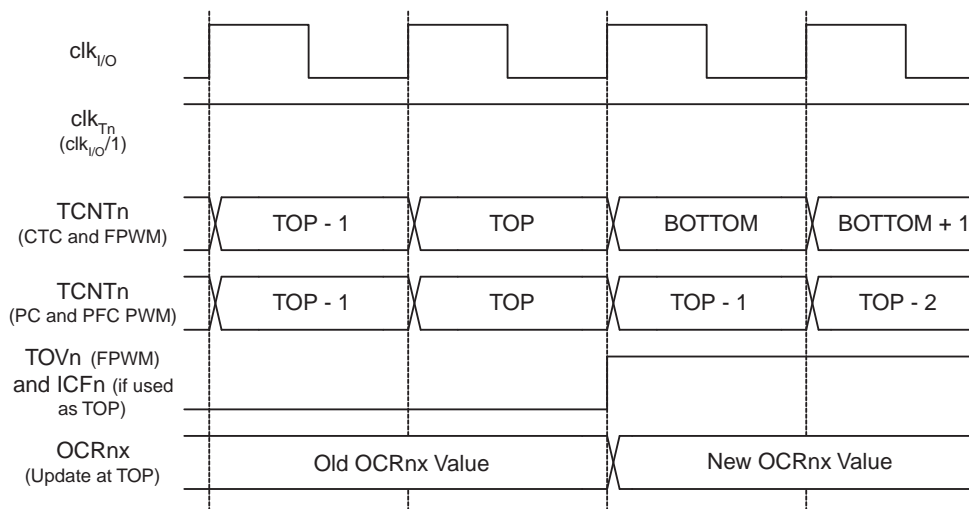 clkI/O
clkTn
(clkI/O/1)
TCNTn
(CTC and FPWM)
TOP - 1
TOP
BOTTOM
BOTTOM + 1
TCNTn
(PC and PFC PWM)
TOP - 1
TOP
TOP - 1
TOP - 2
TOVn (FPWM)
and ICFn (if used
as TOP)
OCRnx
(Update at TOP)
Old OCRnx Value
New OCRnx Value